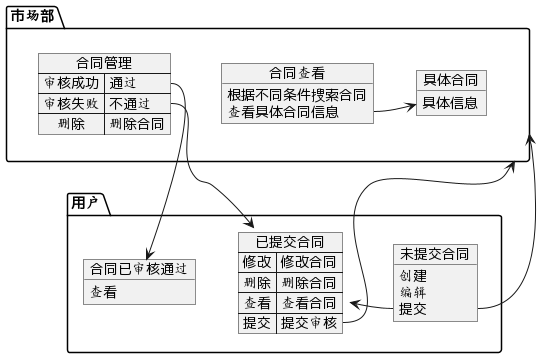 市场部
合同管理
审核成功 通过
审核失败 不通过
删除 删除合同
合同查看
根据不同条件搜索合同
查看具体合同信息
具体合同
具体信息
用户
合同已审核通过
查看
已提交合同
修改 修改合同
删除 删除合同
查看 查看合同
提交 提交审核
未提交合同
创建
编辑
提交